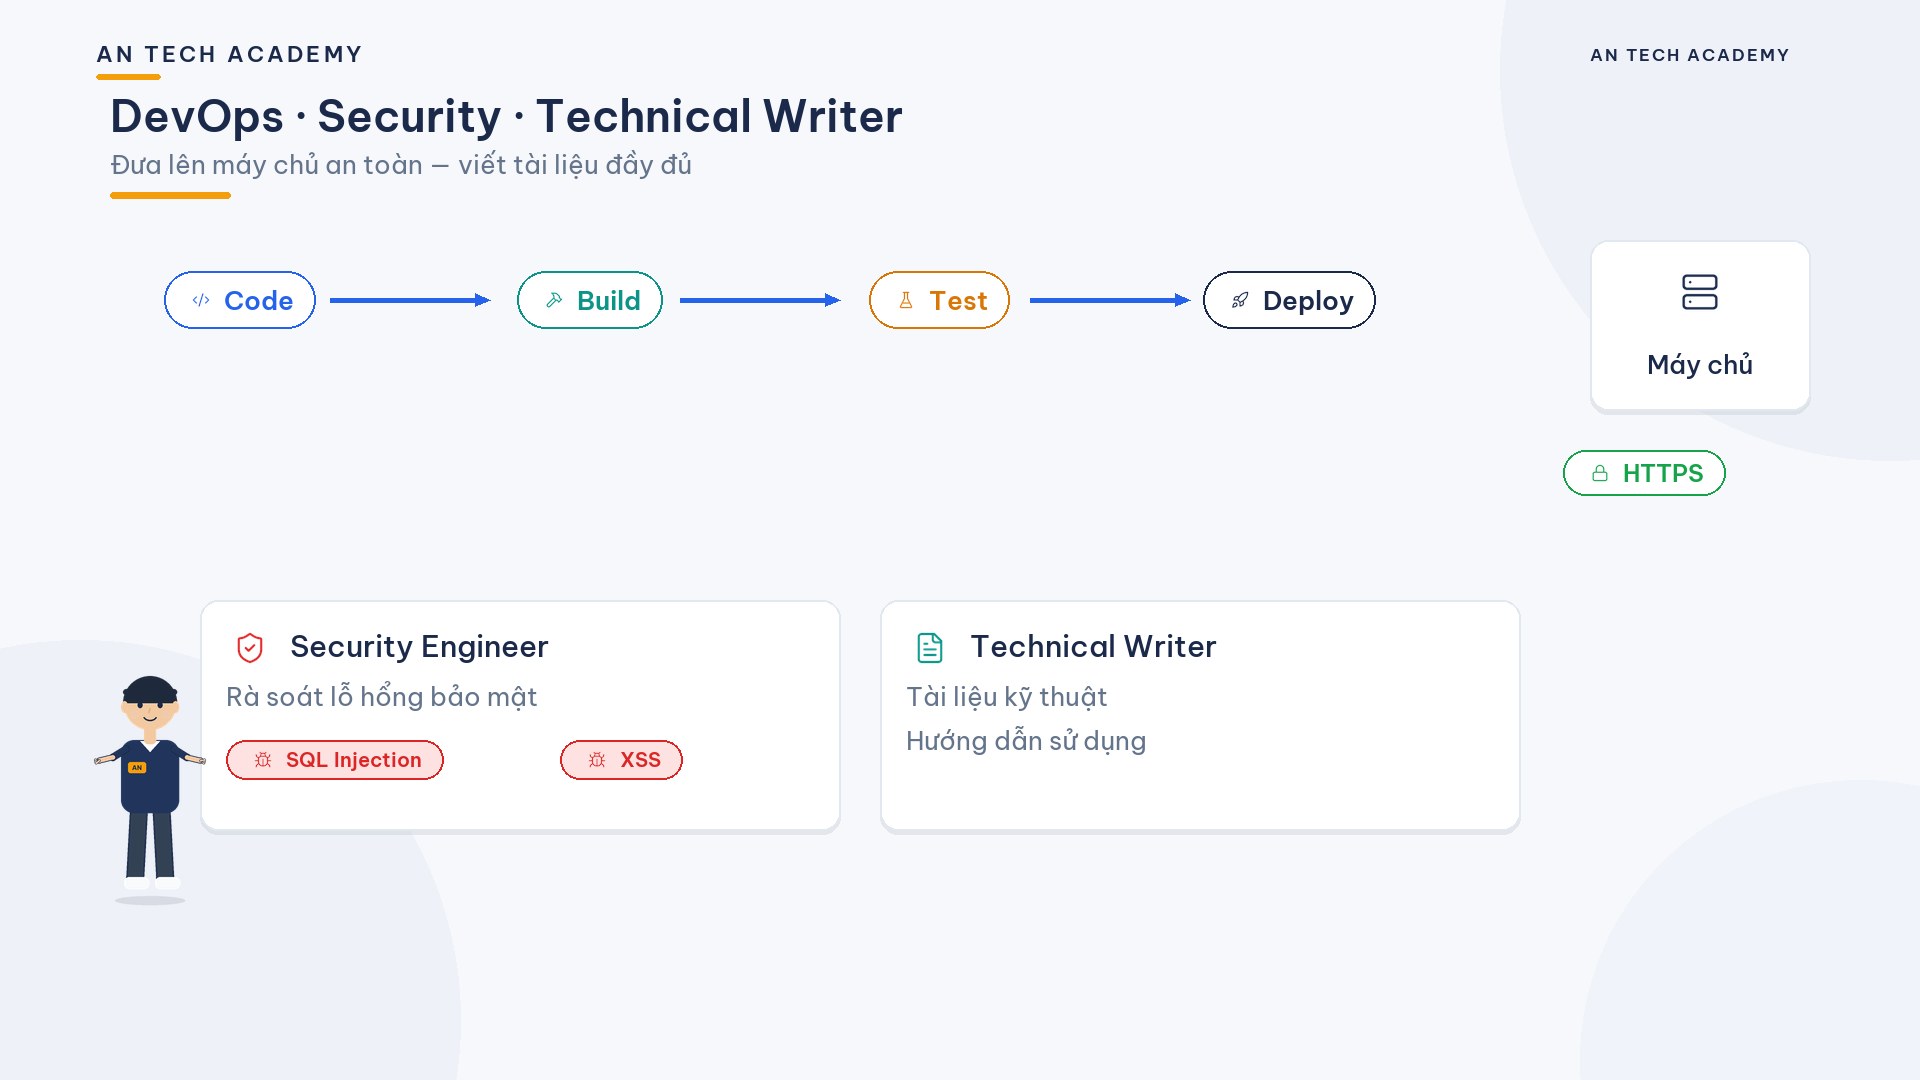 AN TECH ACADEMY
AN TECH ACADEMY
DevOps · Security · Technical Writer
Đưa lên máy chủ an toàn — viết tài liệu đầy đủ
Code
Build
Test
Deploy
Máy chủ
HTTPS
Security Engineer
Rà soát lỗ hổng bảo mật
SQL Injection
XSS
Technical Writer
Tài liệu kỹ thuật
Hướng dẫn sử dụng
AN